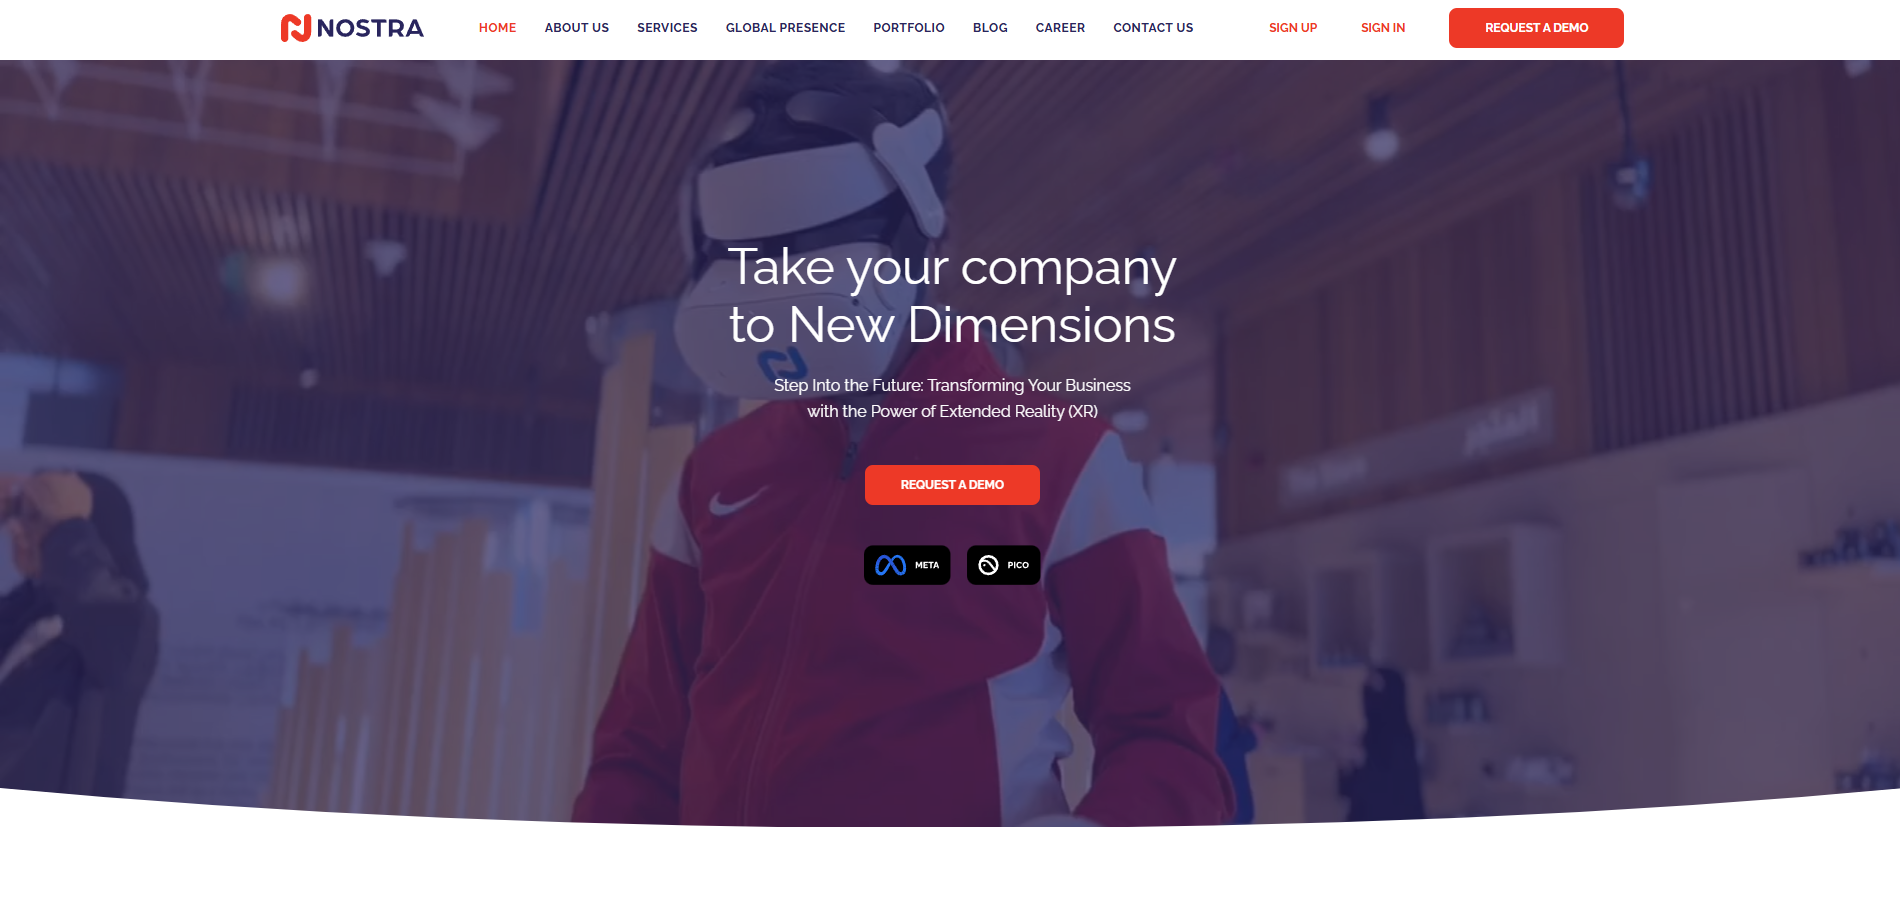 NOSTRA
HOME
ABOUT US
SERVICES
GLOBAL PRESENCE
PORTFOLIO
BLOG
CAREER
CONTACT US
SIGN UP
SIGN IN
REQUEST A DEMO
Take your company
to New Dimensions
Step Into the Future: Transforming Your Business
with the Power of Extended Reality (XR)
REQUEST A DEMO
META
PICO